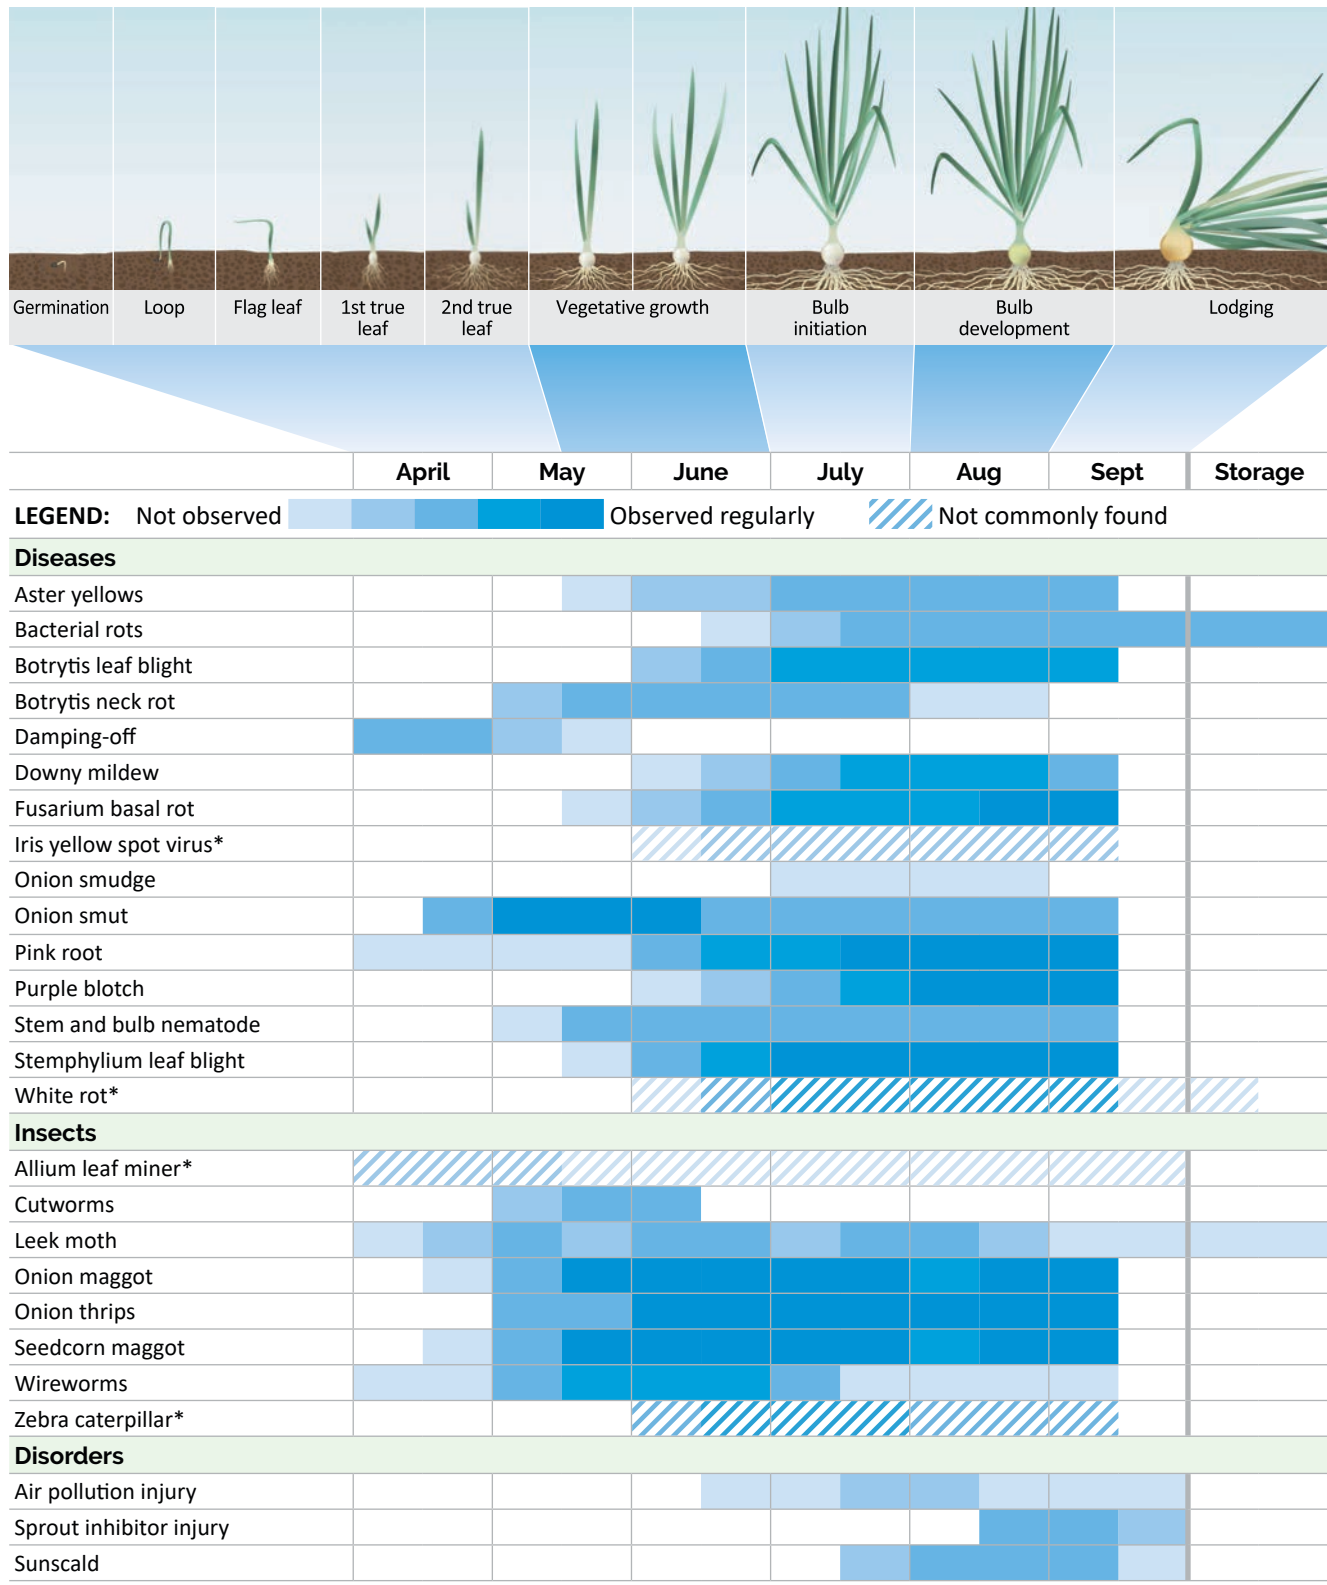 Germination
Loop
Flag leaf
1st true
leaf
2nd true
leaf
Vegetative growth
Bulb
initiation
Bulb
development
Lodging
April May June July Aug Sept Storage
LEGEND: Not observed Observed regularly Not commonly found
Diseases
Aster yellows
Bacterial rots
Botrytis leaf blight
Botrytis neck rot
Damping-off
Downy mildew
Fusarium basal rot
Iris yellow spot virus*
Onion smudge
Onion smut
Pink root
Purple blotch
Stem and bulb nematode
Stemphylium leaf blight
White rot*
Insects
Allium leaf miner*
Cutworms
Leek moth
Onion maggot
Onion thrips
Seedcorn maggot
Wireworms
Zebra caterpillar*
Disorders
Air pollution injury
Sprout inhibitor injury
Sunscald